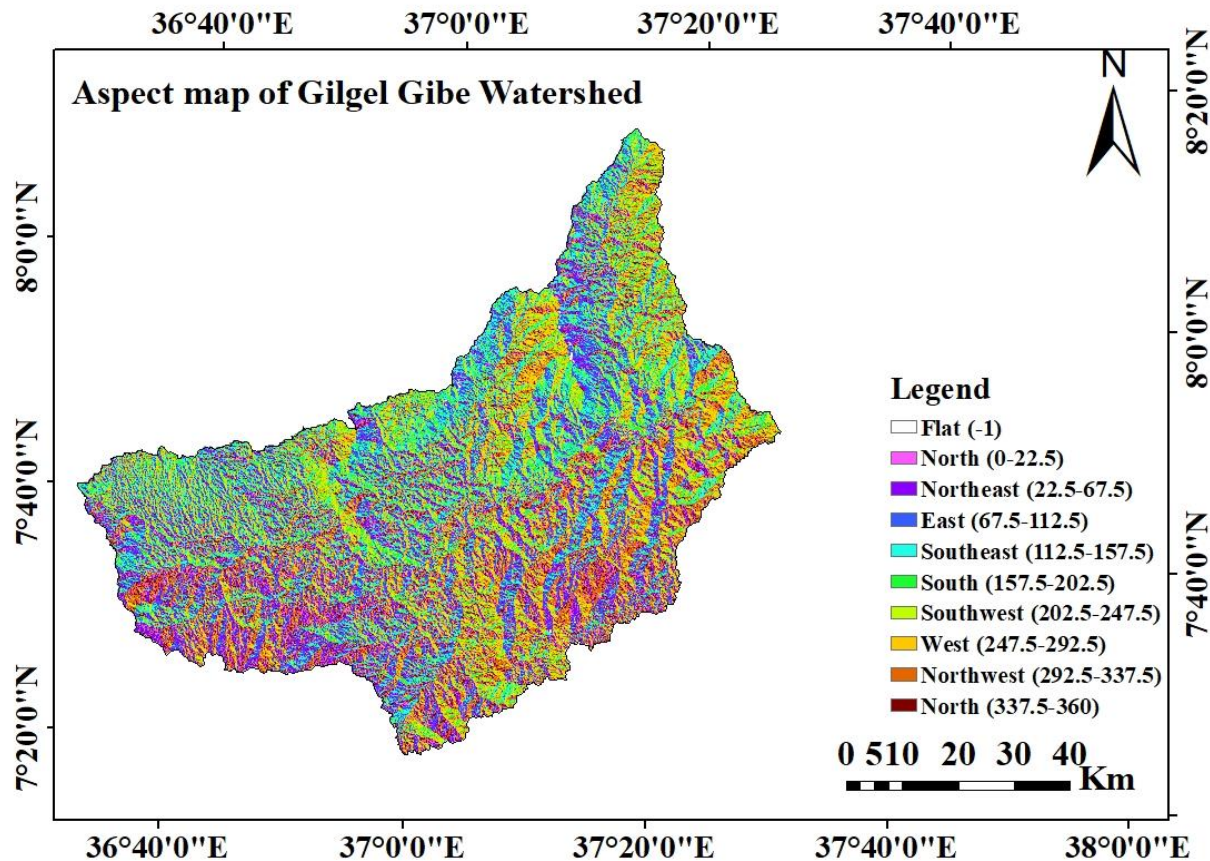 36°40'0"E 37°0'0"E 37°20'0"E 37°40'0"E
Aspect map of Gilgel Gibe Watershed
N
8°20'0"N
8°0'0"N
8°0'0"N
7°40'0"N
7°40'0"N
7°20'0"N
Legend
Flat (-1)
North (0-22.5)
Northeast (22.5-67.5)
East (67.5-112.5)
Southeast (112.5-157.5)
South (157.5-202.5)
Southwest (202.5-247.5)
West (247.5-292.5)
Northwest (292.5-337.5)
North (337.5-360)
0 510 20 30 40
Km
36°40'0"E 37°0'0"E 37°20'0"E 37°40'0"E 38°0'0"E